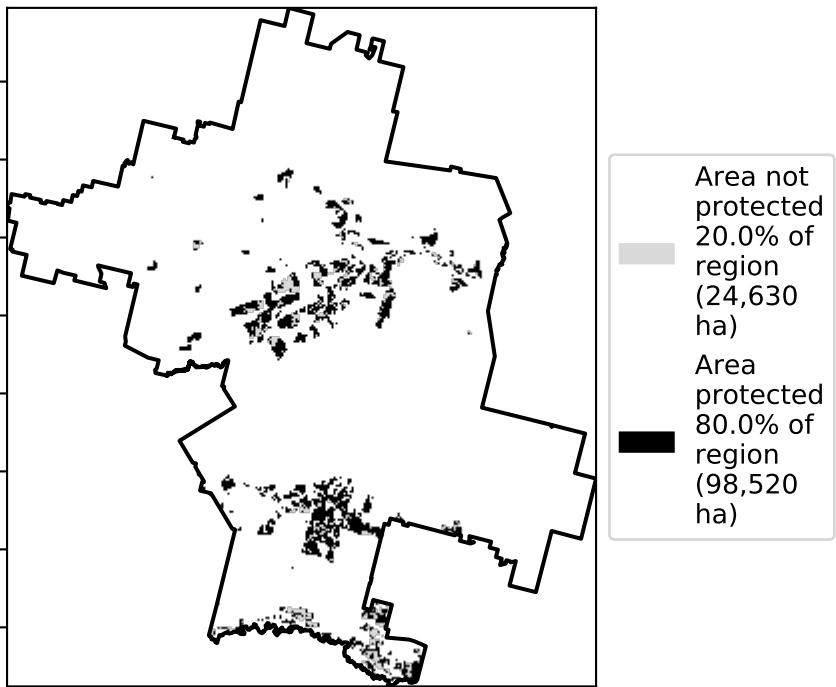 Area not
protected
20.0% of
region
(24,630
ha)
Area
protected
80.0% of
region
(98,520
ha)